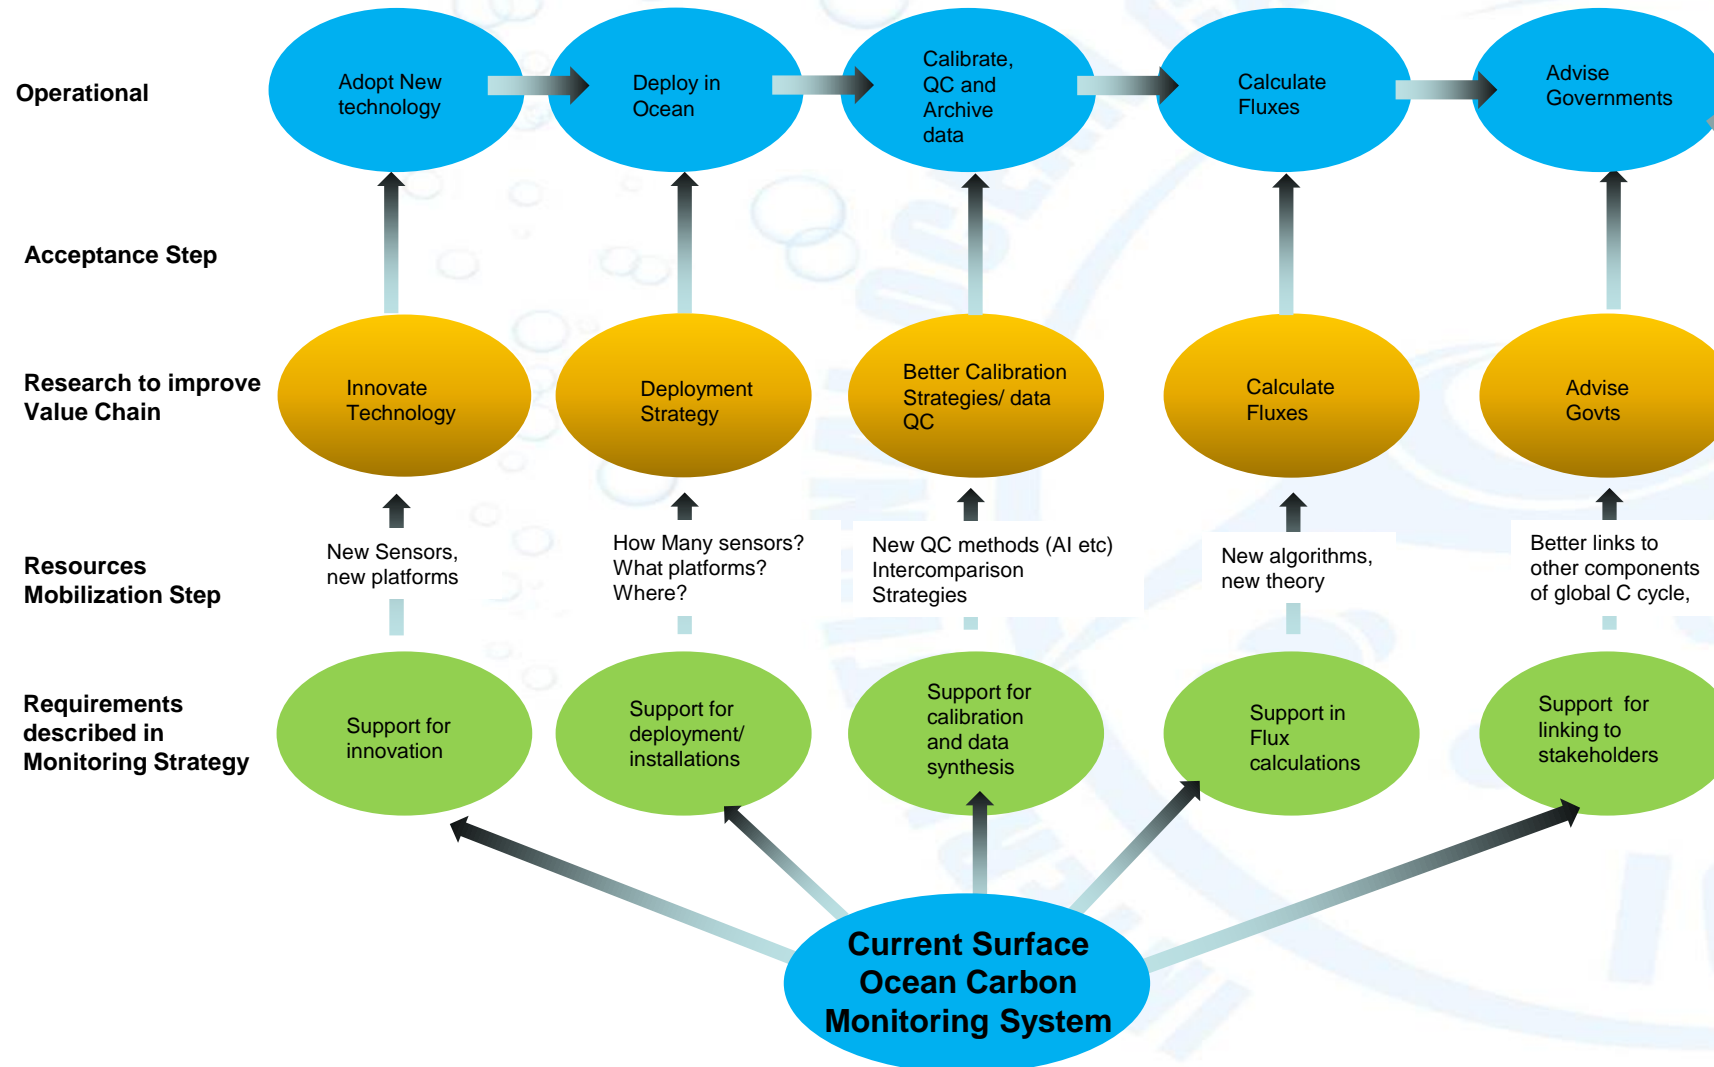 Operational
Adopt New
technology
Deploy in
Ocean
Calibrate,
QC and
Archive
data
Calculate
Fluxes
Advise
Governments
Acceptance Step
Research to improve
Value Chain
Innovate
Technology
Deployment
Strategy
Better Calibration
Strategies/ data
QC
Calculate
Fluxes
Advise
Govts
Resources
Mobilization Step
New Sensors,
new platforms
How Many sensors?
What platforms?
Where?
New QC methods (AI etc)
Intercomparison
Strategies
New algorithms,
new theory
Better links to
other components
of global C cycle,
Requirements
described in
Monitoring Strategy
Support for
innovation
Support for
deployment/
installations
Support for
calibration
and data
synthesis
Support in
Flux
calculations
Support  for
linking to
stakeholders
Current Surface
Ocean Carbon
Monitoring System